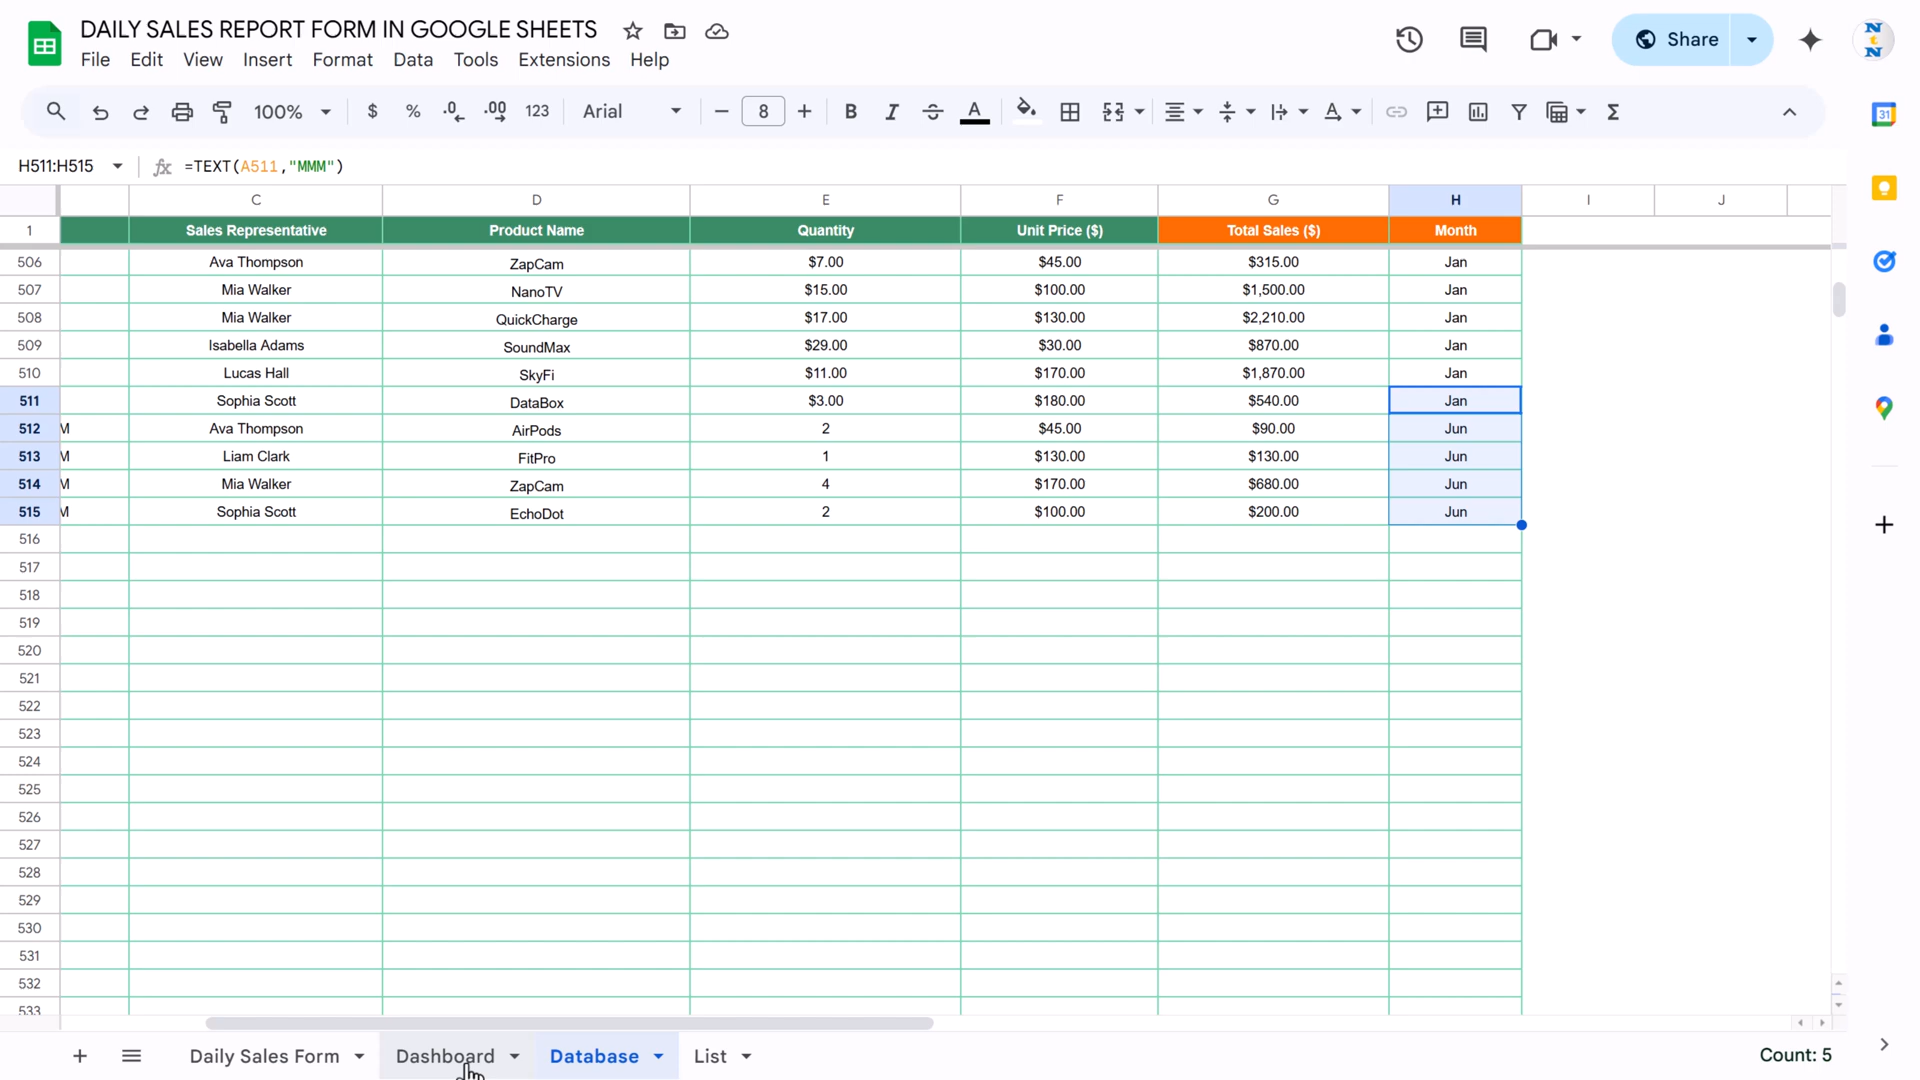 DAILY SALES REPORT FORM IN GOOGLE SHEETS
File Edit View Insert Format Data Tools Extensions Help
Share
100% $ % .0 .00 123 Arial 8 B I A Σ
31
H511:H515 fx =TEXT(A511,"MMM")
C D E F G H I J
1 Sales Representative Product Name Quantity Unit Price ($) Total Sales ($) Month
506 Ava Thompson ZapCam $7.00 $45.00 $315.00 Jan
507 Mia Walker NanoTV $15.00 $100.00 $1,500.00 Jan
508 Mia Walker QuickCharge $17.00 $130.00 $2,210.00 Jan
509 Isabella Adams SoundMax $29.00 $30.00 $870.00 Jan
510 Lucas Hall SkyFi $11.00 $170.00 $1,870.00 Jan
511 Sophia Scott DataBox $3.00 $180.00 $540.00 Jan
512 M Ava Thompson AirPods 2 $45.00 $90.00 Jun
513 M Liam Clark FitPro 1 $130.00 $130.00 Jun
514 M Mia Walker ZapCam 4 $170.00 $680.00 Jun
515 M Sophia Scott EchoDot 2 $100.00 $200.00 Jun
516
517
518
519
520
521
522
523
524
525
526
527
528
529
530
531
532
533
Daily Sales Form Dashboard Database List Count: 5